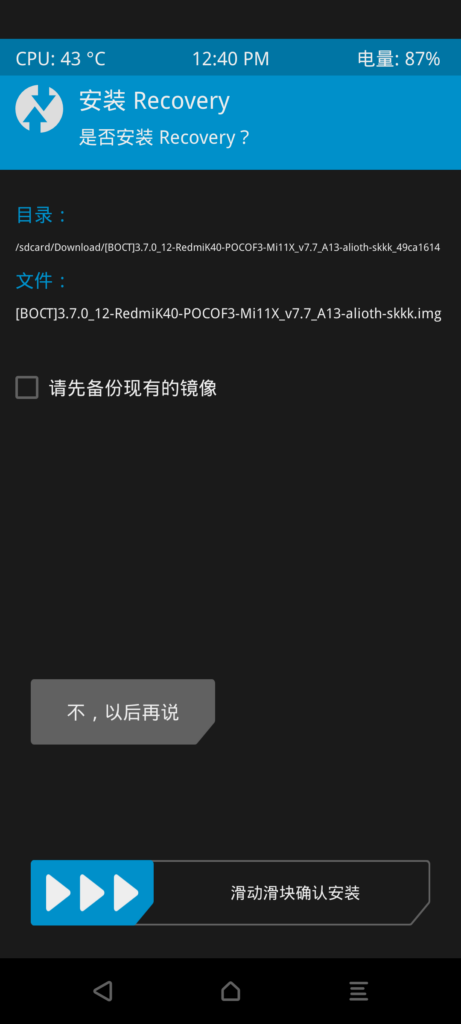 CPU: 43 °C 12:40 PM 电量: 87%
安装 Recovery
是否安装 Recovery？
目录：
/sdcard/Download/[BOCT]3.7.0_12-RedmiK40-POCOF3-Mi11X_v7.7_A13-alioth-skkk_49ca1614
文件：
[BOCT]3.7.0_12-RedmiK40-POCOF3-Mi11X_v7.7_A13-alioth-skkk.img
请先备份现有的镜像
不，以后再说
滑动滑块确认安装